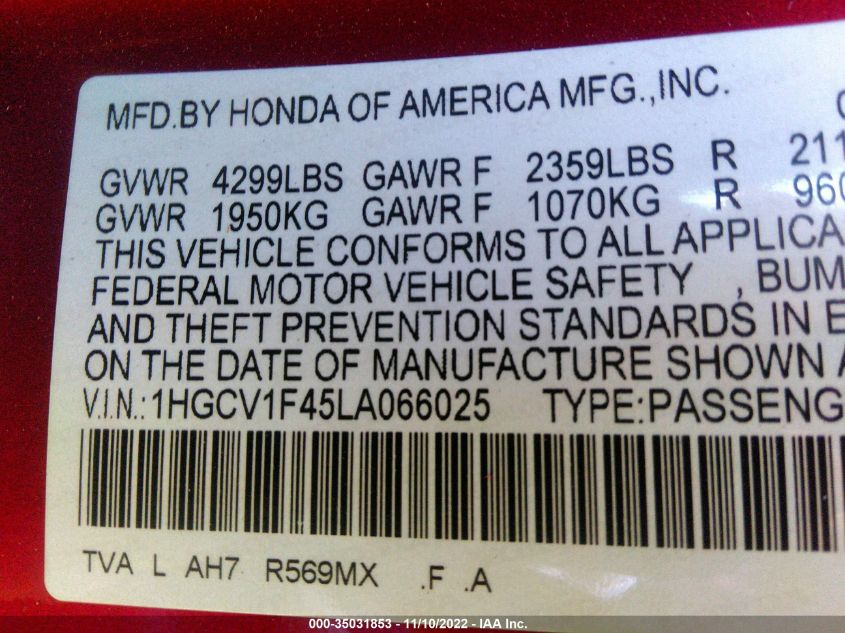 MFD.BY HONDA OF AMERICA MFG.,INC.
GVWR 4299LBS GAWR F 2359LBS R 211
GVWR 1950KG GAWR F 1070KG R 960
THIS VEHICLE CONFORMS TO ALL APPLICA
FEDERAL MOTOR VEHICLE SAFETY , BUM
AND THEFT PREVENTION STANDARDS IN E
ON THE DATE OF MANUFACTURE SHOWN A
V.I.N.: 1HGCV1F45LA066025 TYPE:PASSENG
TVA L AH7 R569MX .F .A
000-35031853 — 11/10/2022 — IAA Inc.